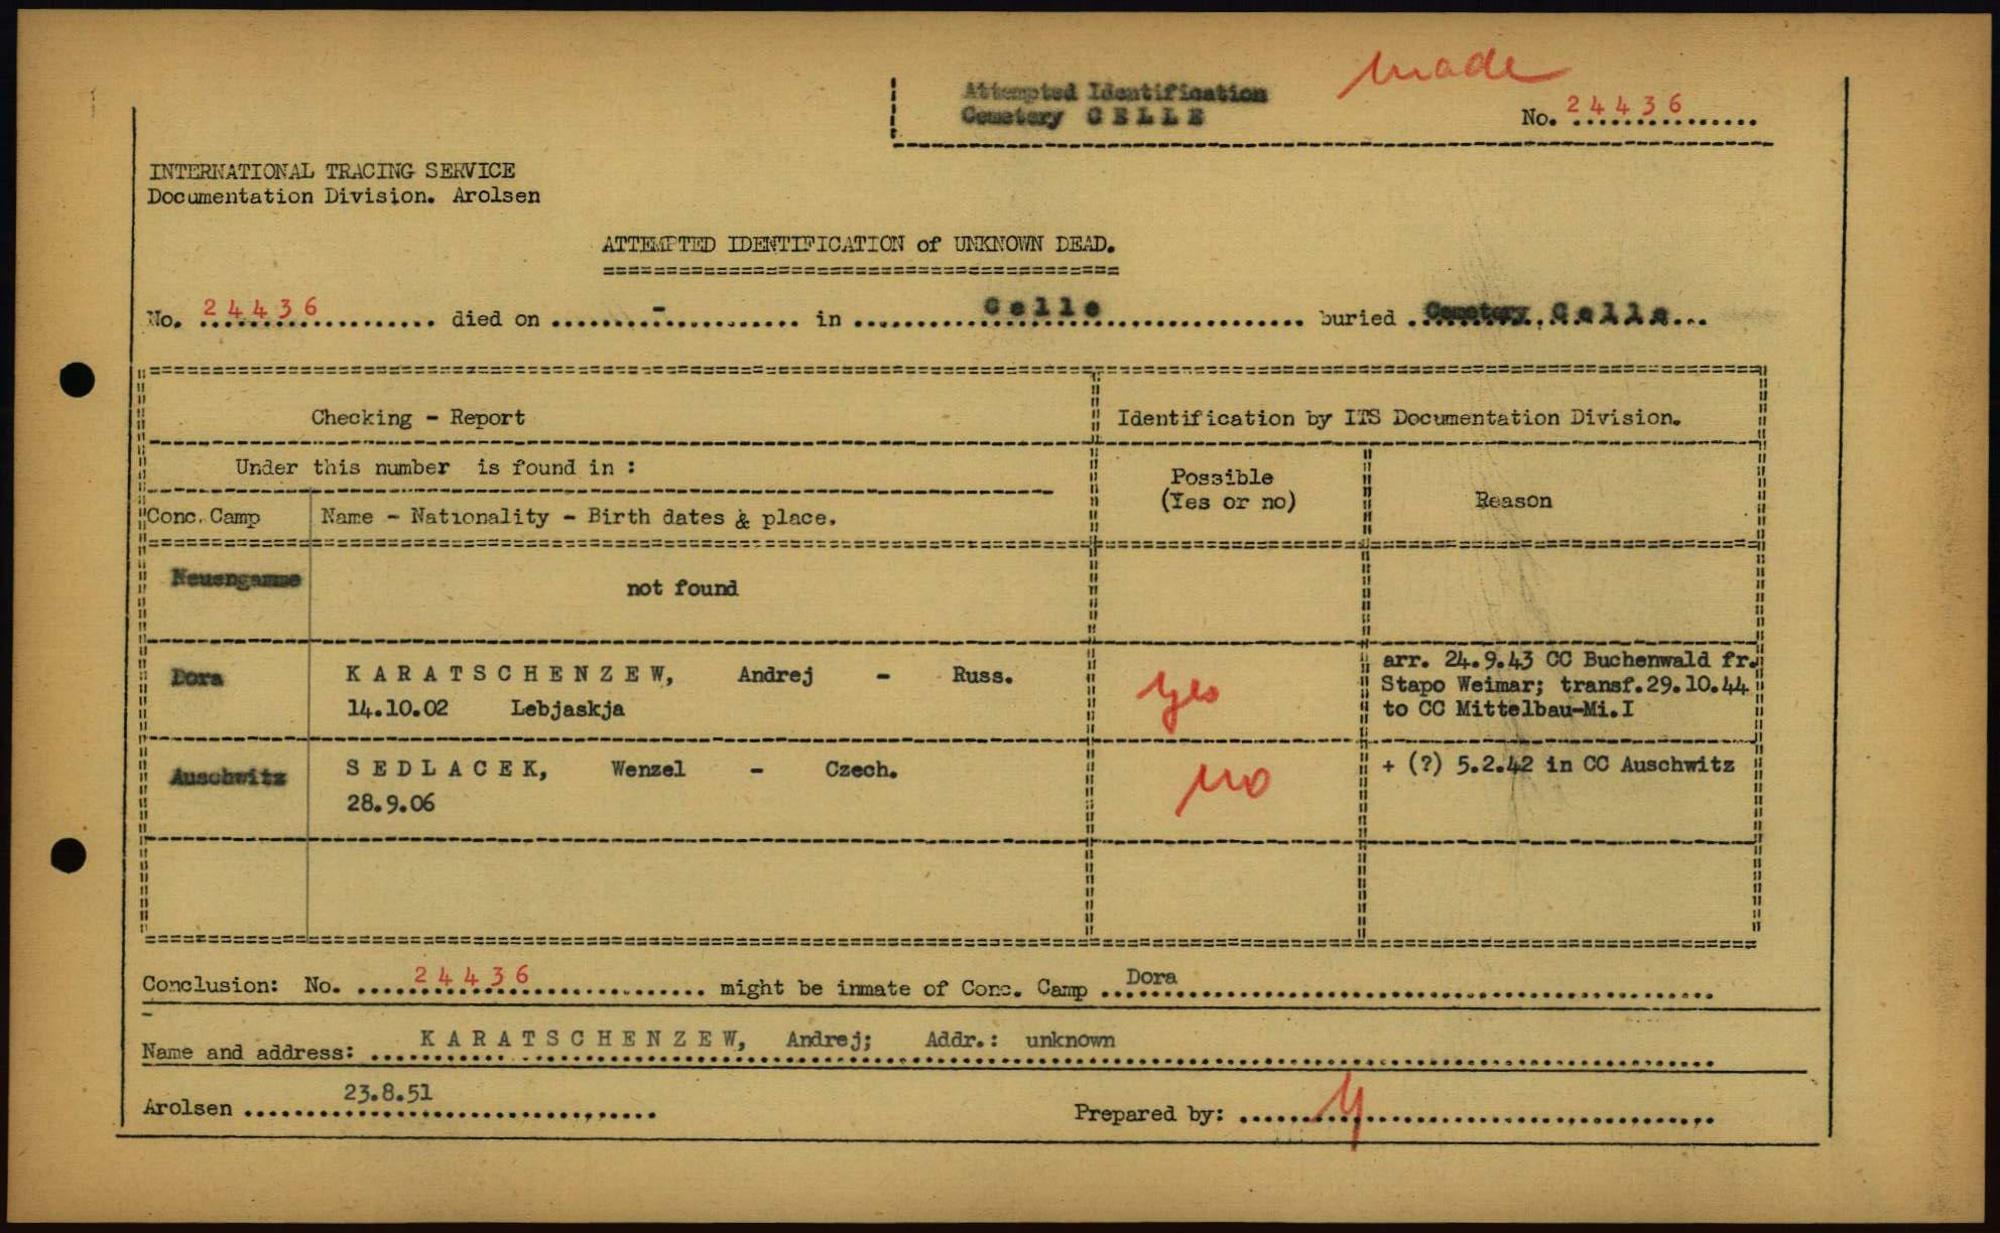 made
Attempted Identification
Cemetery C E L L E
No. 24436
INTERNATIONAL TRACING SERVICE
Documentation Division. Arolsen
ATTEMPTED IDENTIFICATION of UNKNOWN DEAD.
No. 24436 died on - in Celle buried Cemetery Celle
Checking - Report
Identification by ITS Documentation Division.
Under this number is found in :
Possible
(Yes or no)
Reason
Conc. Camp Name - Nationality - Birth dates & place.
Neuengamme not found
Dora K A R A T S C H E N Z E W, Andrej - Russ.
14.10.02 Lebjaskja
yes
arr. 24.9.43 CC Buchenwald fr.
Stapo Weimar; transf.29.10.44
to CC Mittelbau-Mi.I
Auschwitz S E D L A C E K, Wenzel - Czech.
28.9.06
no
+ (?) 5.2.42 in CC Auschwitz
Conclusion: No. 24436 might be inmate of Conc. Camp Dora
Name and address: K A R A T S C H E N Z E W, Andrej; Addr.: unknown
Arolsen 23.8.51
Prepared by: